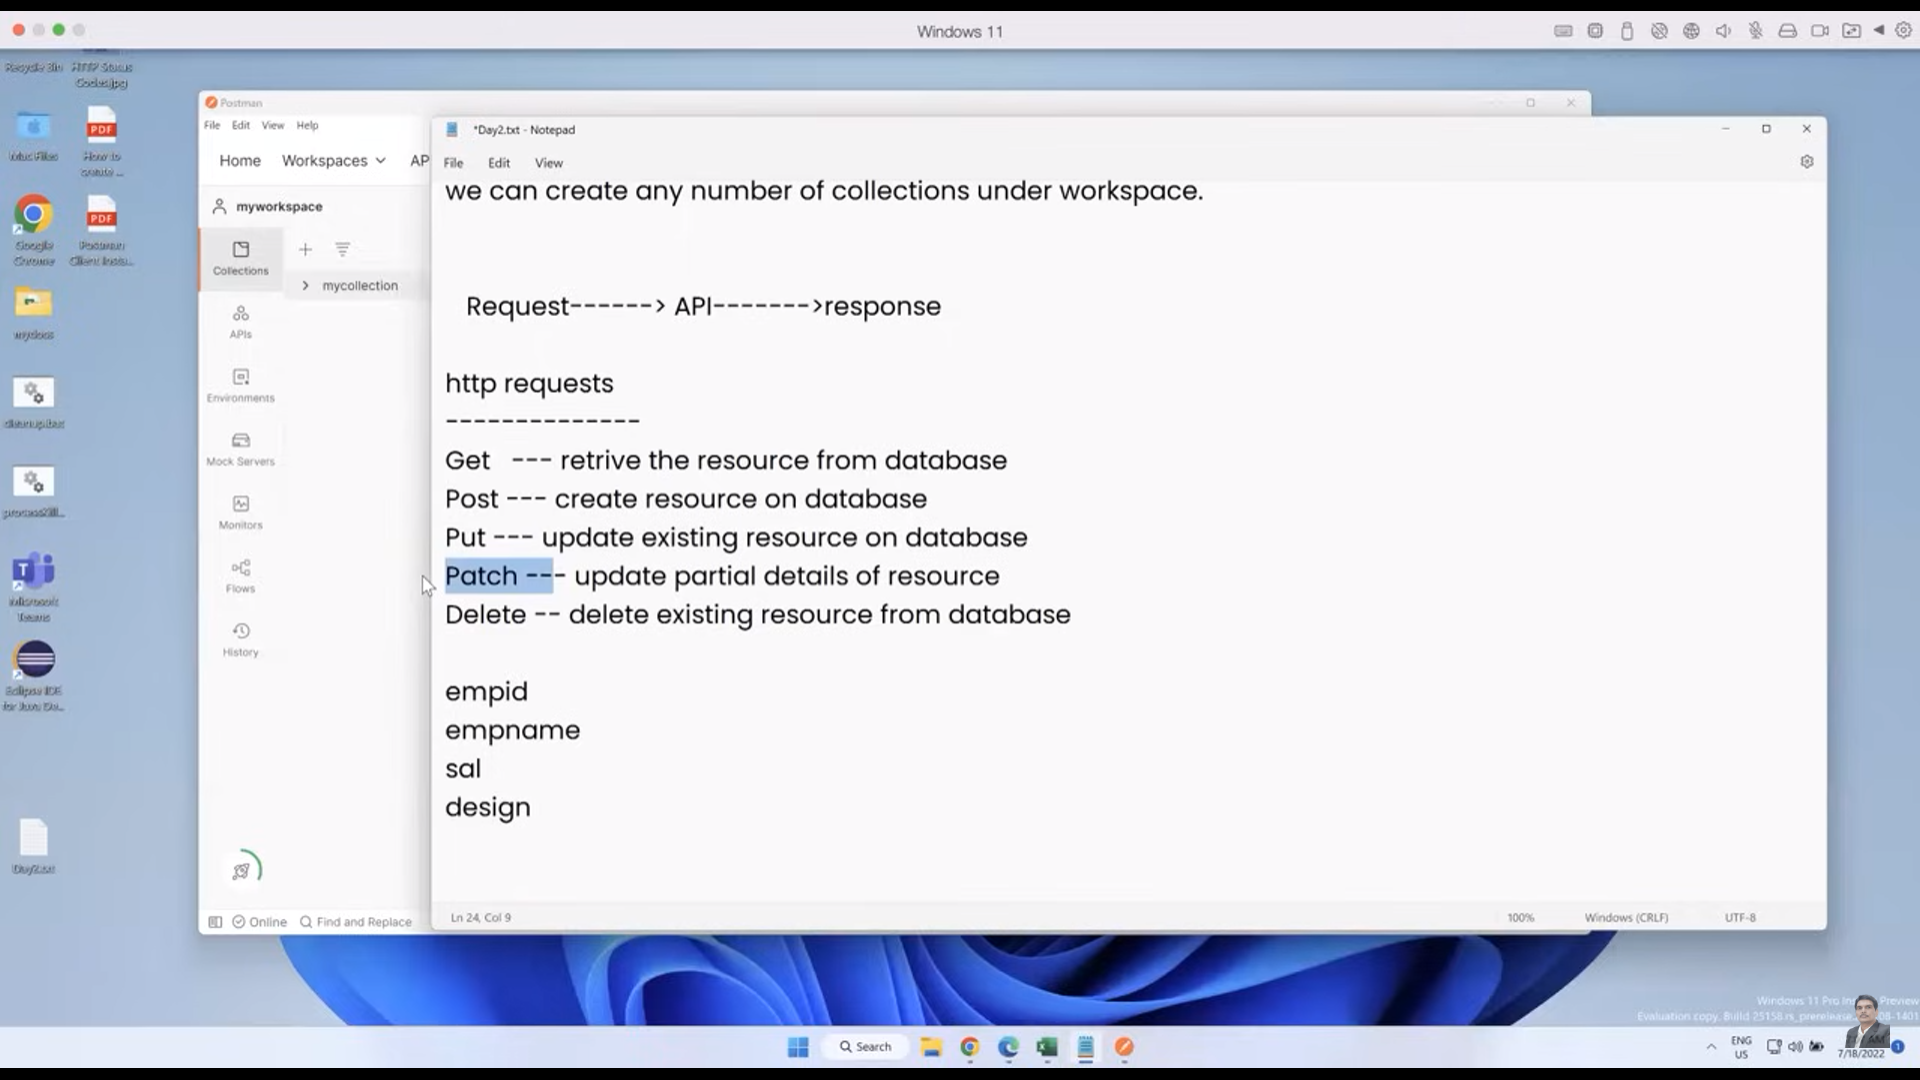 Windows 11
Recycle Bin
HTTP Status
Codes.jpg
Mac Files
How to
create ...
Google
Chrome
Postman
Client Insta...
mydocs
cleanup.bat
Microsoft
Teams
Eclipse IDE
for Java De...
Day2.txt
Postman
File Edit View Help
Home Workspaces AP
myworkspace
Collections
mycollection
APIs
Environments
Mock Servers
Monitors
Flows
History
Online Find and Replace
*Day2.txt - Notepad
File Edit View
we can create any number of collections under workspace.
Request------> API------->response
http requests
--------------
Get --- retrive the resource from database
Post --- create resource on database
Put --- update existing resource on database
Patch --- update partial details of resource
Delete -- delete existing resource from database
empid
empname
sal
design
Ln 24, Col 9 100% Windows (CRLF) UTF-8
Windows 11 Pro Preview
Evaluation copy. Build 25158.rs_prerelease
Search
ENG
US
7/18/2022
1